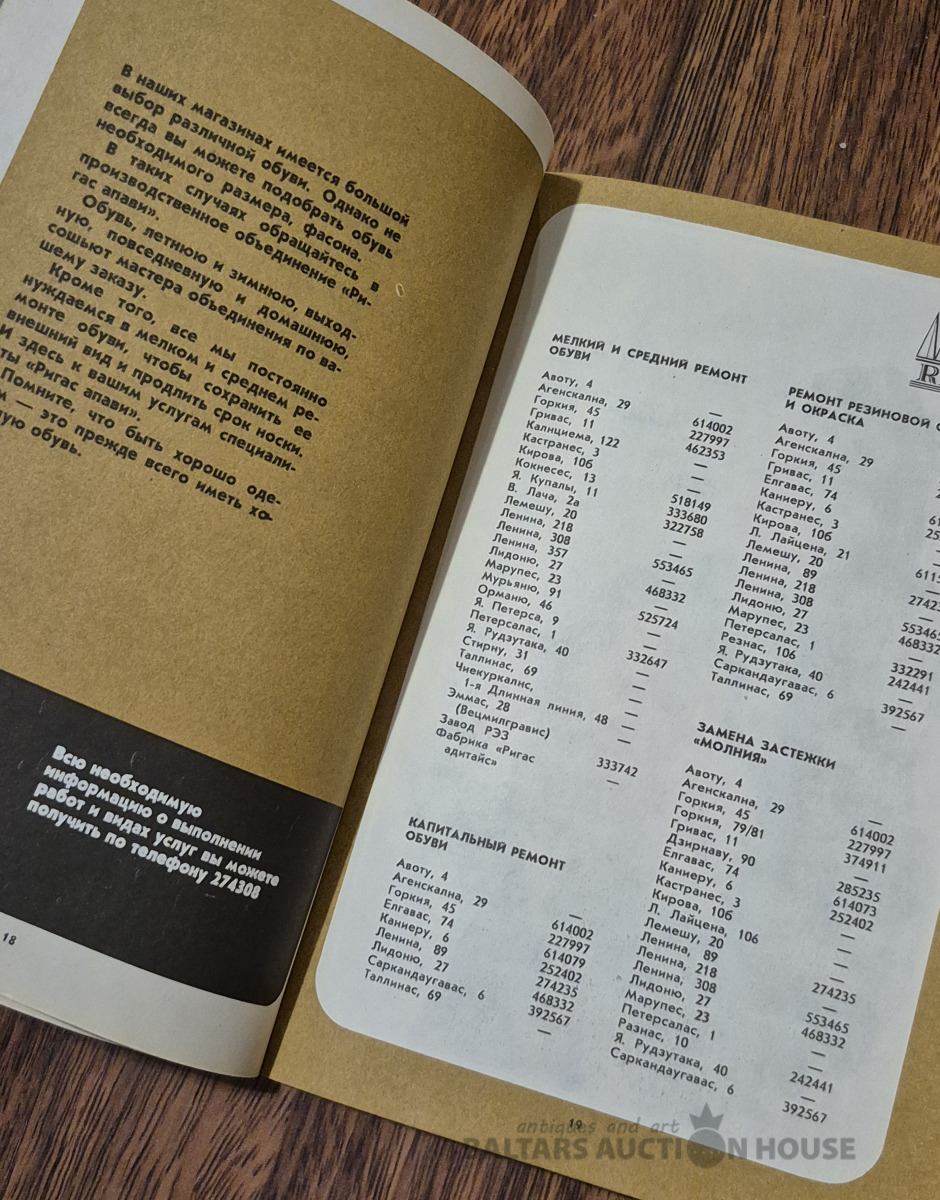 В наших магазинах имеется большой
выбор различной обуви. Однако не
всегда вы можете подобрать обувь
необходимого размера, фасона.
В таких случаях обращайтесь в
производственное объединение «Ри-
гас апави».
Обувь, летнюю и зимнюю, выход-
ную, повседневную и домашнюю,
сошьют мастера объединения по ва-
шему заказу.
Кроме того, все мы постоянно
нуждаемся в мелком и среднем ре-
монте обуви, чтобы сохранить ее
внешний вид и продлить срок носки.
И здесь к вашим услугам специали-
ты «Ригас апави».
Помните, что быть хорошо оде-
м — это прежде всего иметь хо-
ую обувь.
Всю необходимую
информацию о выполнении
работ и видах услуг вы можете
получить по телефону 274308
18
МЕЛКИЙ И СРЕДНИЙ РЕМОНТ
ОБУВИ
Авоту, 4
Агенскална, 29
Горкия, 45
Гривас, 11
Калнциема, 122
Кастранес, 3
Кирова, 10б
Кокнесес, 13
Я. Купалы, 11
В. Лача, 2а
Лемешу, 20
Ленина, 218
Ленина, 308
Ленина, 357
Лидоню, 27
Марупес, 23
Мурьяню, 91
Орманю, 46
Я. Петерса, 9
Петерсалас, 1
Я. Рудзутака, 40
Стирну, 31
Таллинас, 69
Чиекуркалнс,
1-я Длинная линия, 48
Эммас, 28
(Вецмилгравис)
Завод РЭЗ
Фабрика «Ригас
адитайс»
—
614002
227997
462353
—
—
518149
333680
322758
—
—
553465
—
468332
—
525724
—
—
332647
—
—
—
—
—
333742
—
КАПИТАЛЬНЫЙ РЕМОНТ
ОБУВИ
Авоту, 4
Агенскална, 29
Горкия, 45
Елгавас, 74
Каниеру, 6
Ленина, 89
Лидоню, 27
Саркандаугавас, 6
Таллинас, 69
—
614002
227997
614079
252402
274235
468332
392567
—
РЕМОНТ РЕЗИНОВОЙ
И ОКРАСКА
Авоту, 4
Агенскална, 29
Горкия, 45
Гривас, 11
Елгавас, 74
Каниеру, 6
Кастранес, 3
Кирова, 10б
Л. Лайцена, 21
Лемешу, 20
Ленина, 89
Ленина, 218
Ленина, 308
Лидоню, 27
Марупес, 23
Петерсалас, 1
Резнас, 10б
Я. Рудзутака, 40
Саркандаугавас, 6
Таллинас, 69
6115
27423
553465
468332
—
332291
242441
—
392567
—
ЗАМЕНА ЗАСТЕЖКИ
«МОЛНИЯ»
Авоту, 4
Агенскална, 29
Горкия, 45
Горкия, 79/81
Гривас, 11
Дзирнаву, 90
Елгавас, 74
Каниеру, 6
Кастранес, 3
Кирова, 10б
Л. Лайцена, 106
Лемешу, 20
Ленина, 89
Ленина, 218
Ленина, 308
Лидоню, 27
Марупес, 23
Петерсалас, 1
Разнас, 10
Я. Рудзутака, 40
Саркандаугавас, 6
—
614002
227997
374911
—
285235
614073
252402
—
—
—
—
274235
—
553465
468332
—
—
—
242441
—
392567
19
antiques and art
BALTARS AUCTION HOUSE